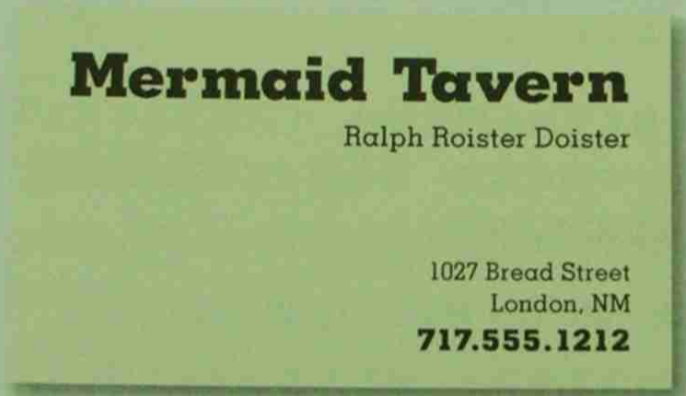 Mermaid Tavern
Ralph Roister Doister
1027 Bread Street
London, NM
717.555.1212